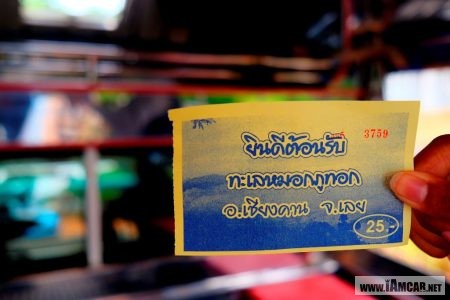 3759
ยินดีต้อนรับ
ทะเลหมอกภูทอก
อ.เชียงคาน จ.เลย
25.-
WWW.IAMCAR.NET